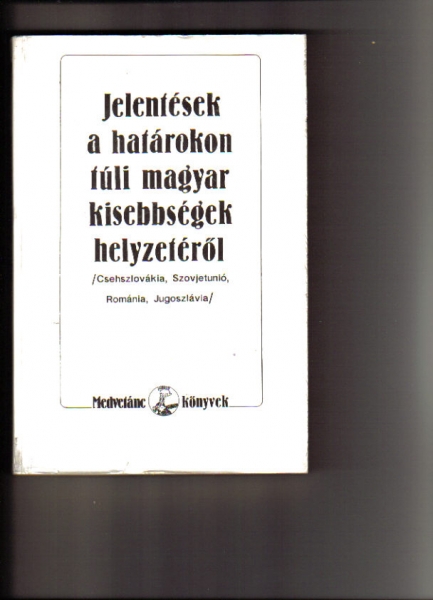 Jelentések
a határokon
túli magyar
kisebbségek
helyzetéről
/Csehszlovákia, Szovjetunió,
Románia, Jugoszlávia/
Medvetánc könyvek